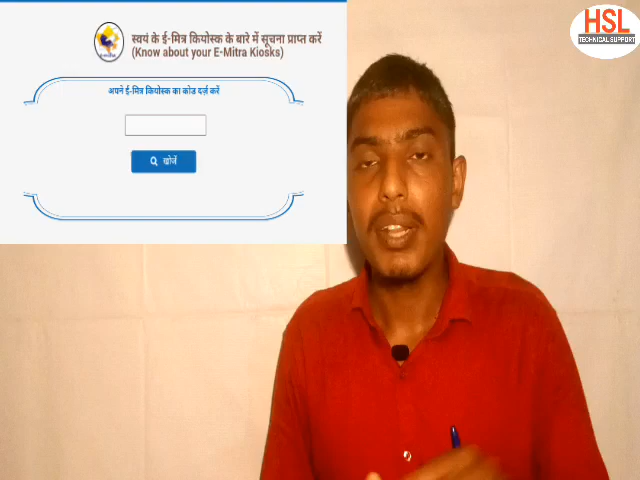 स्वयं के ई-मित्र कियोस्क के बारे में सूचना प्राप्त करें
(Know about your E-Mitra Kiosks)
अपने ई-मित्र कियोस्क का कोड दर्ज़ करें
खोजें
HSL
TECHNICAL SUPPORT